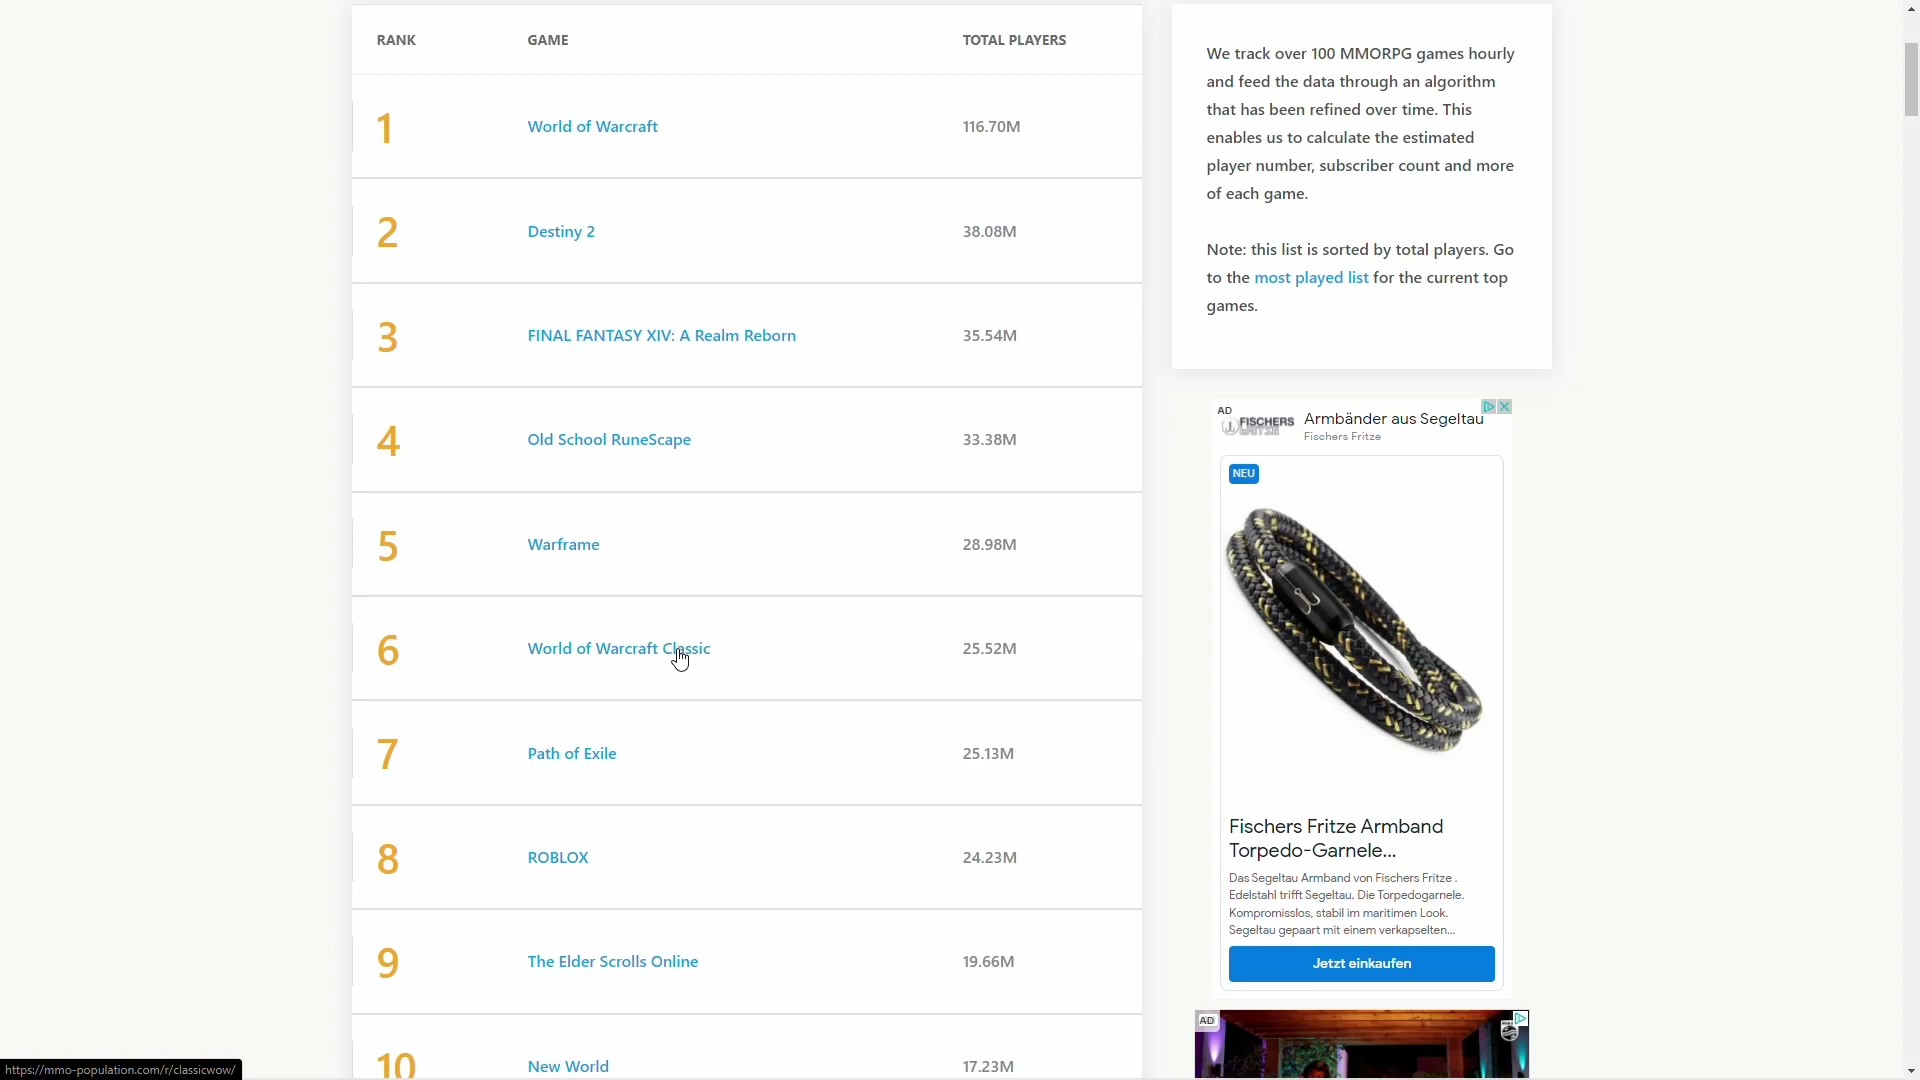 RANK GAME TOTAL PLAYERS
1 World of Warcraft 116.70M
2 Destiny 2 38.08M
3 FINAL FANTASY XIV: A Realm Reborn 35.54M
4 Old School RuneScape 33.38M
5 Warframe 28.98M
6 World of Warcraft Classic 25.52M
7 Path of Exile 25.13M
8 ROBLOX 24.23M
9 The Elder Scrolls Online 19.66M
10 New World 17.23M
We track over 100 MMORPG games hourly
and feed the data through an algorithm
that has been refined over time. This
enables us to calculate the estimated
player number, subscriber count and more
of each game.
Note: this list is sorted by total players. Go
to the most played list for the current top
games.
AD
FISCHERS
FRITZE
Armbänder aus Segeltau
Fischers Fritze
NEU
Fischers Fritze Armband
Torpedo-Garnele...
Das Segeltau Armband von Fischers Fritze .
Edelstahl trifft Segeltau. Die Torpedogarnele.
Kompromisslos, stabil im maritimen Look.
Segeltau gepaart mit einem verkapselten...
Jetzt einkaufen
AD
https://mmo-population.com/r/classicwow/